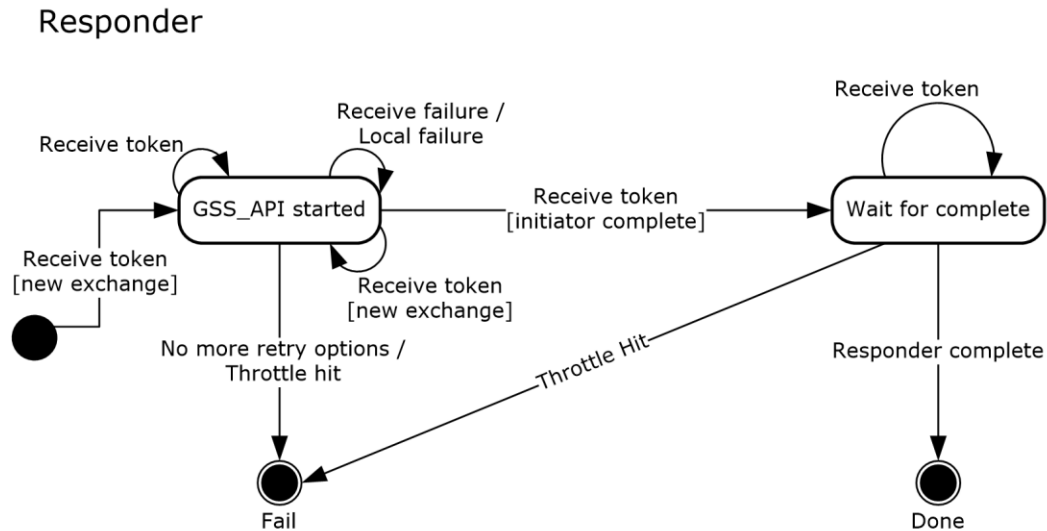 Responder
Receive failure /
Local failure
Receive token
Receive token
GSS_API started
Receive token
[initiator complete]
Wait for complete
Receive token
[new exchange]
Receive token
[new exchange]
No more retry options /
Throttle hit
Throttle Hit
Responder complete
Fail
Done